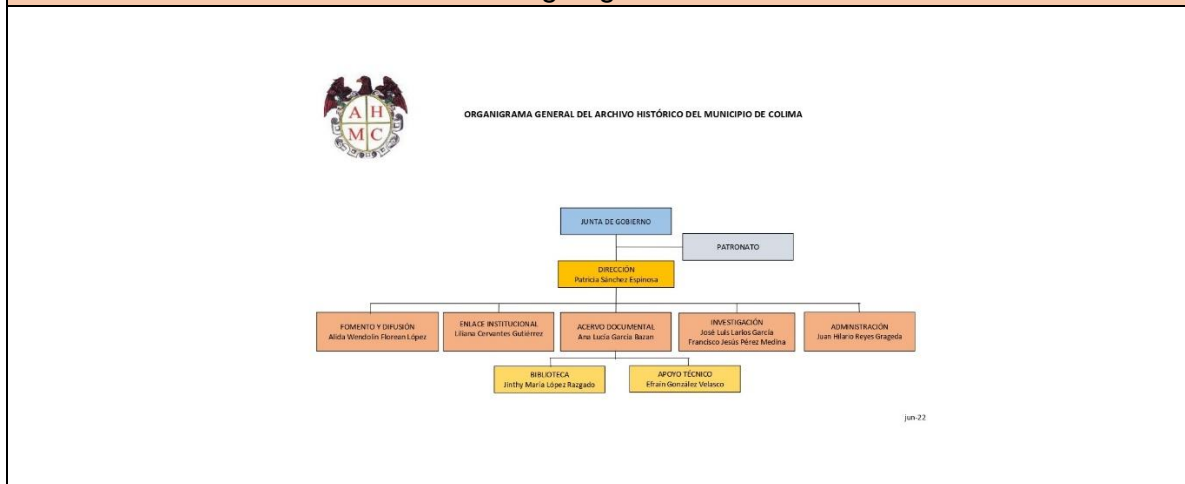 A H
M C
ORGANIGRAMA GENERAL DEL ARCHIVO HISTÓRICO DEL MUNICIPIO DE COLIMA
JUNTA DE GOBIERNO
PATRONATO
DIRECCIÓN
Patricia Sánchez Espinosa
FOMENTO Y DIFUSIÓN
Alida Wendolin Florean López
ENLACE INSTITUCIONAL
Liliana Cervantes Gutiérrez
ACERVO DOCUMENTAL
Ana Lucía García Bazan
INVESTIGACIÓN
José Luis Larlos García
Francisco Jesús Pérez Medina
ADMINISTRACIÓN
Juan Hilario Reyes Grageda
BIBLIOTECA
Jinthy María López Razgado
APOYO TÉCNICO
Efraín González Velasco
jun-22